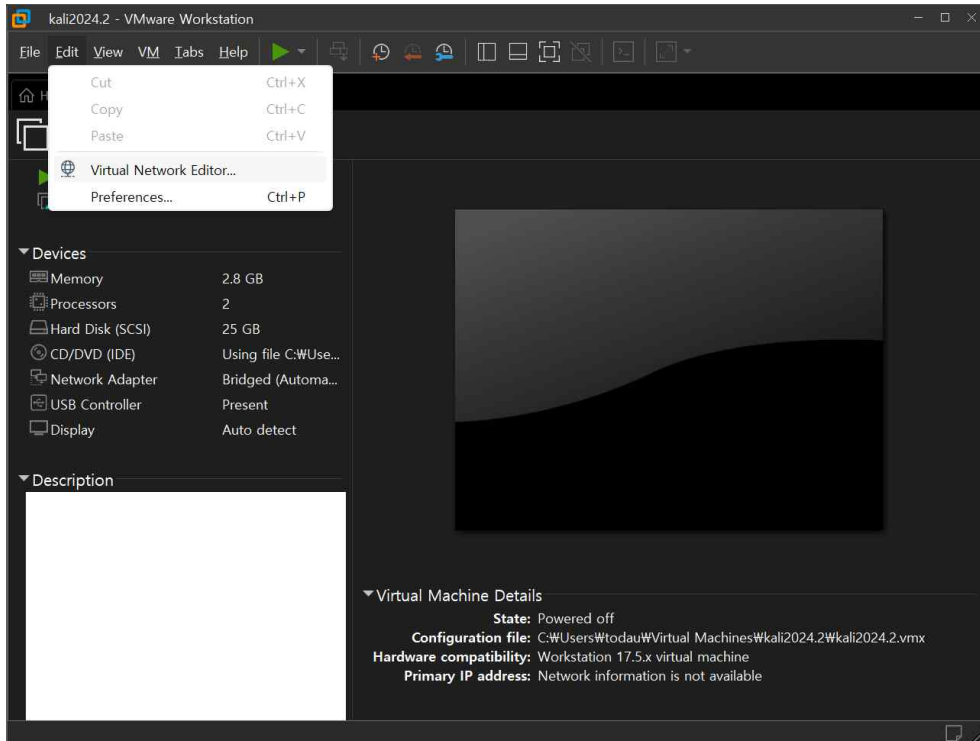 kali2024.2 - VMware Workstation
File Edit View VM Tabs Help
Cut Ctrl+X
Copy Ctrl+C
Paste Ctrl+V
Virtual Network Editor...
Preferences... Ctrl+P
Devices
Memory 2.8 GB
Processors 2
Hard Disk (SCSI) 25 GB
CD/DVD (IDE) Using file C:₩Use...
Network Adapter Bridged (Automa...
USB Controller Present
Display Auto detect
Description
Virtual Machine Details
State: Powered off
Configuration file: C:₩Users₩todau₩Virtual Machines₩kali2024.2₩kali2024.2.vmx
Hardware compatibility: Workstation 17.5.x virtual machine
Primary IP address: Network information is not available